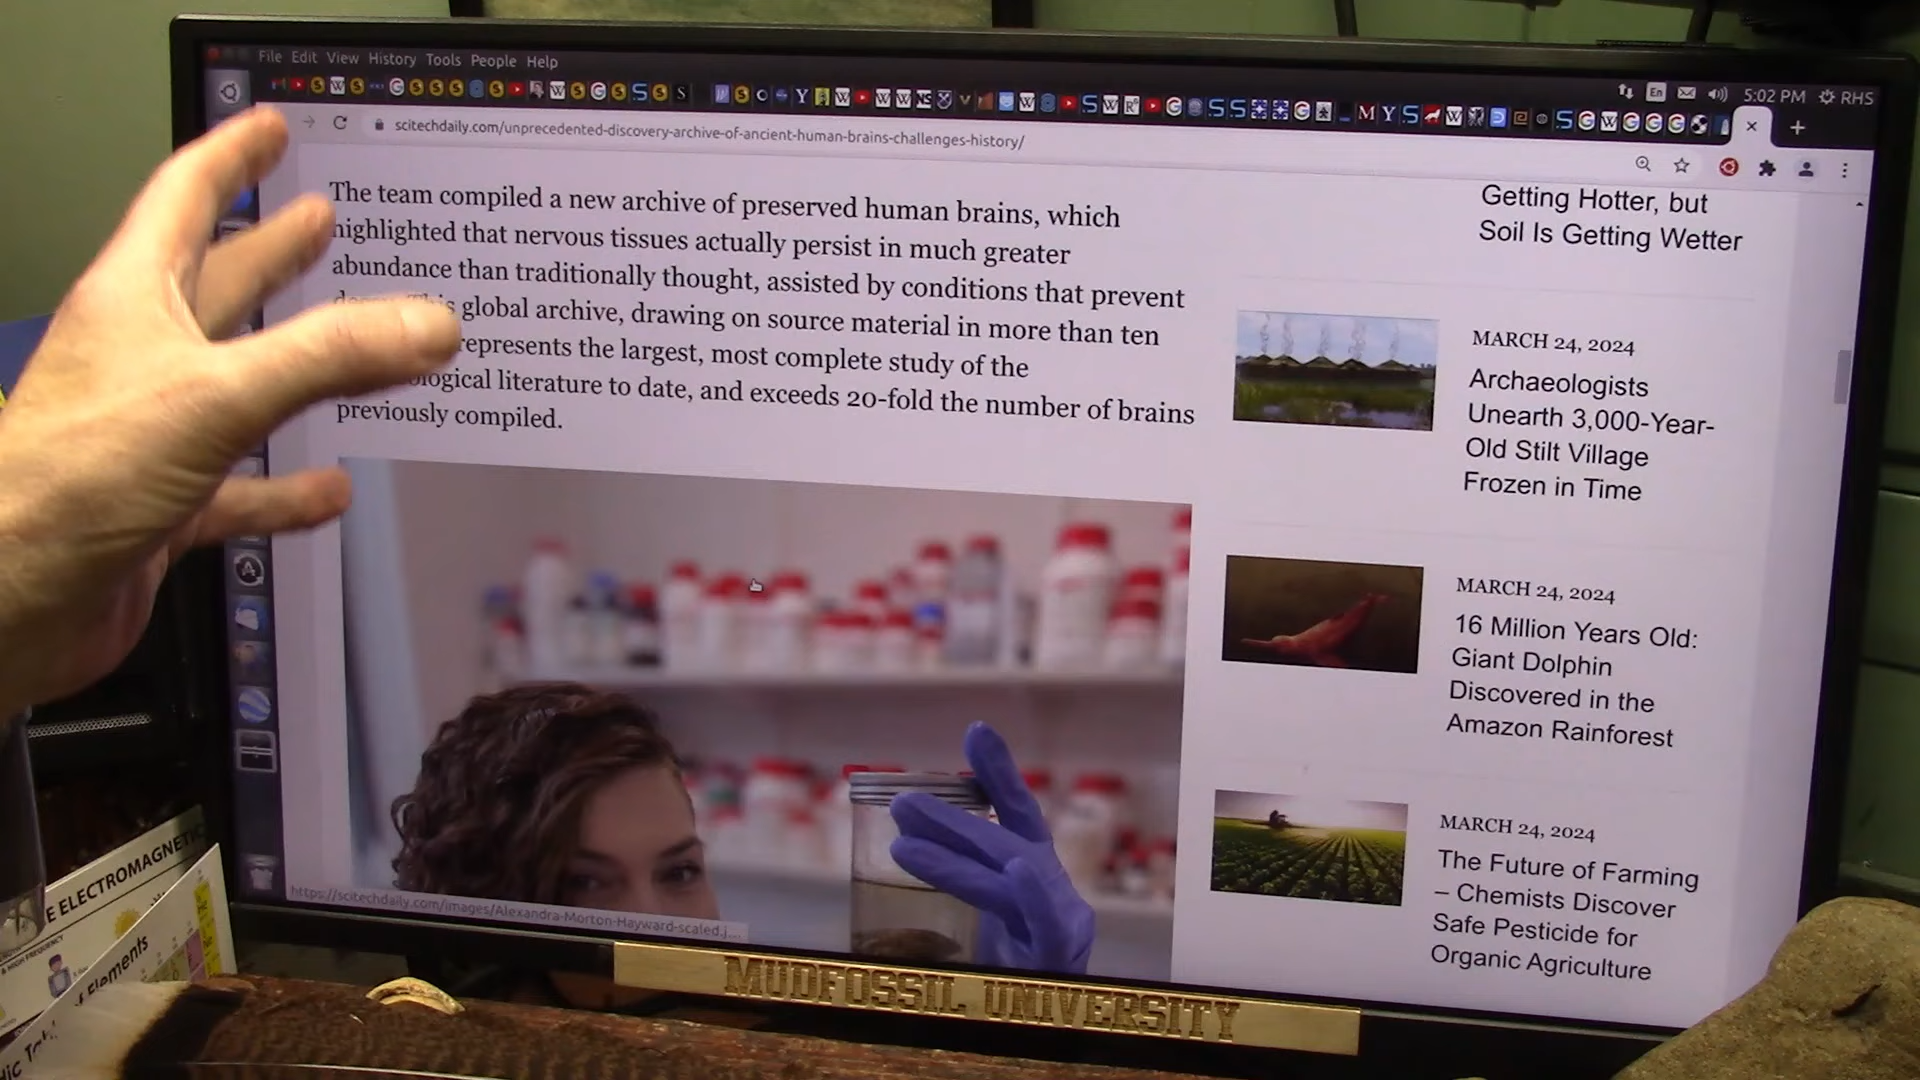 File Edit View History Tools People Help
En 5:02 PM RHS
scitechdaily.com/unprecedented-discovery-archive-of-ancient-human-brains-challenges-history/
The team compiled a new archive of preserved human brains, which
highlighted that nervous tissues actually persist in much greater
abundance than traditionally thought, assisted by conditions that prevent
global archive, drawing on source material in more than ten
represents the largest, most complete study of the
literature to date, and exceeds 20-fold the number of brains
previously compiled.
https://scitechdaily.com/images/Alexandra-Morton-Hayward-scaled.j...
Getting Hotter, but
Soil Is Getting Wetter
MARCH 24, 2024
Archaeologists
Unearth 3,000-Year-
Old Stilt Village
Frozen in Time
MARCH 24, 2024
16 Million Years Old:
Giant Dolphin
Discovered in the
Amazon Rainforest
MARCH 24, 2024
The Future of Farming
– Chemists Discover
Safe Pesticide for
Organic Agriculture
MUDFOSSIL UNIVERSITY
E ELECTROMAGNETIC